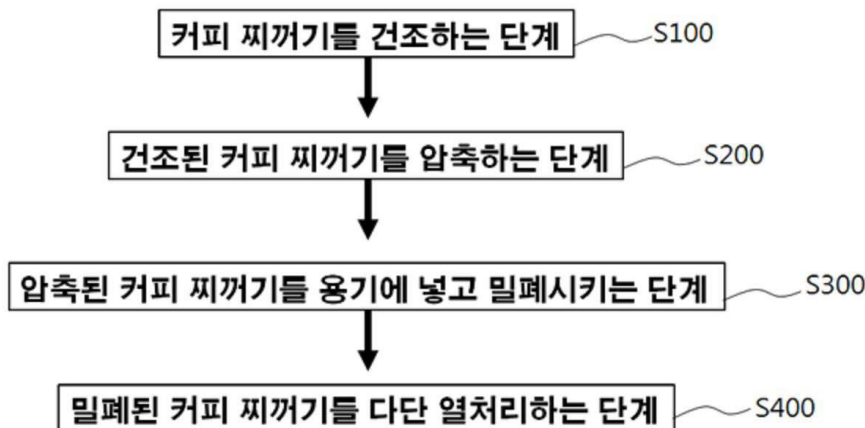 커피 찌꺼기를 건조하는 단계 S100
건조된 커피 찌꺼기를 압축하는 단계 S200
압축된 커피 찌꺼기를 용기에 넣고 밀폐시키는 단계 S300
밀폐된 커피 찌꺼기를 다단 열처리하는 단계 S400